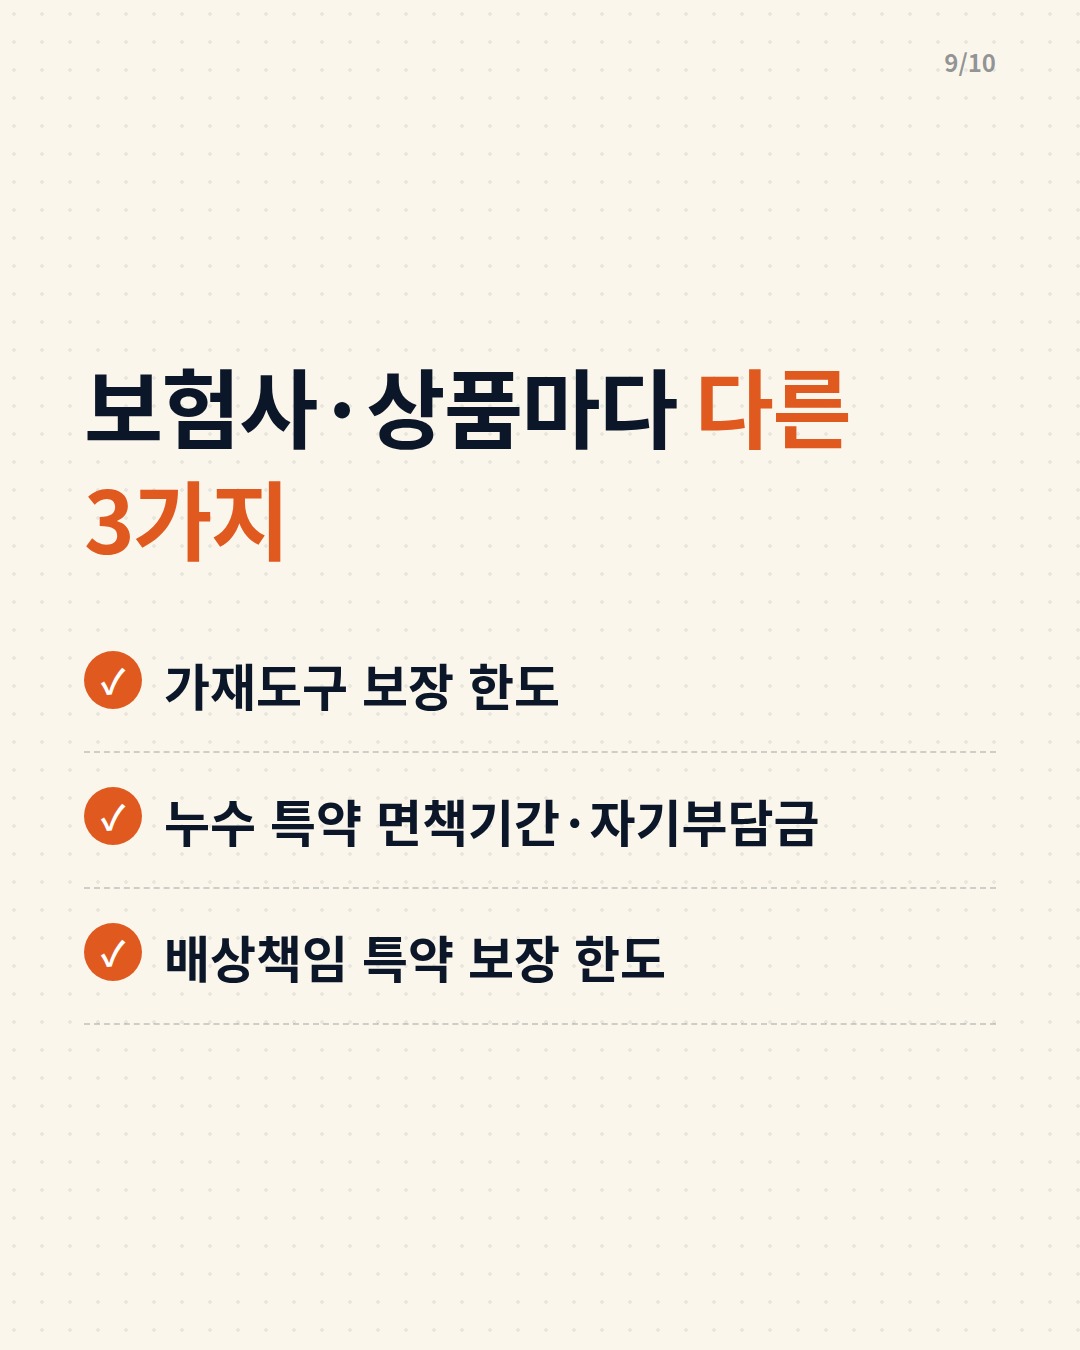 9/10
보험사·상품마다 다른
3가지
✓ 가재도구 보장 한도
✓ 누수 특약 면책기간·자기부담금
✓ 배상책임 특약 보장 한도